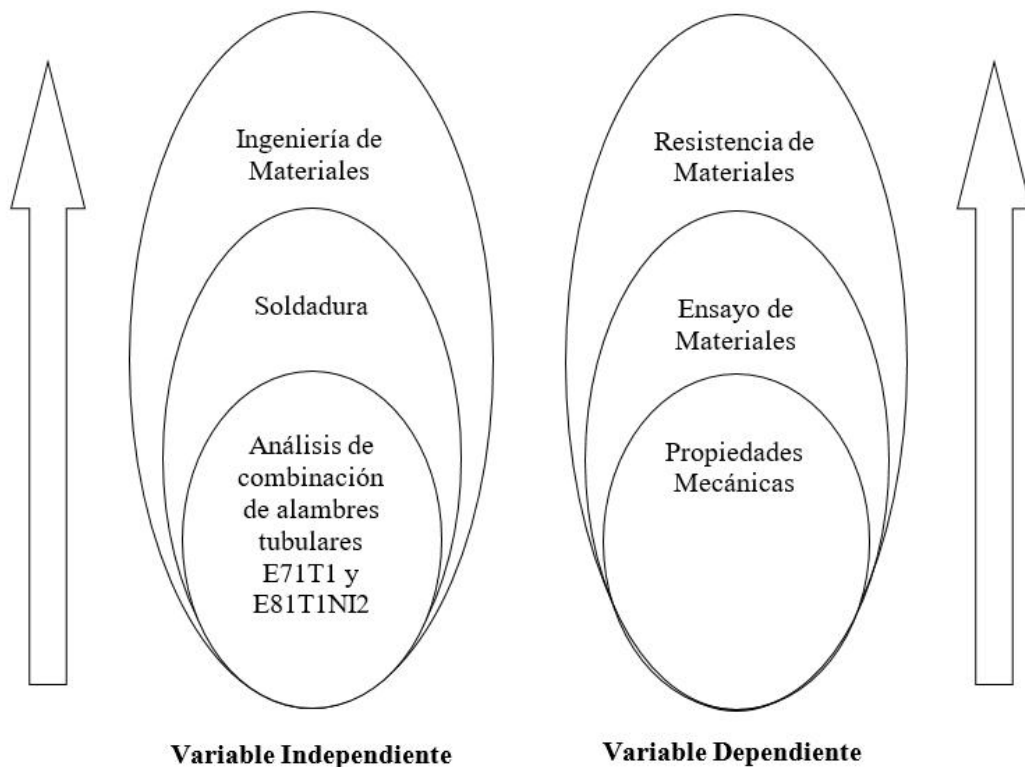 Ingeniería de
Materiales
Soldadura
Análisis de
combinación
de alambres
tubulares
E71T1 y
E81T1NI2
Variable Independiente
Resistencia de
Materiales
Ensayo de
Materiales
Propiedades
Mecánicas
Variable Dependiente